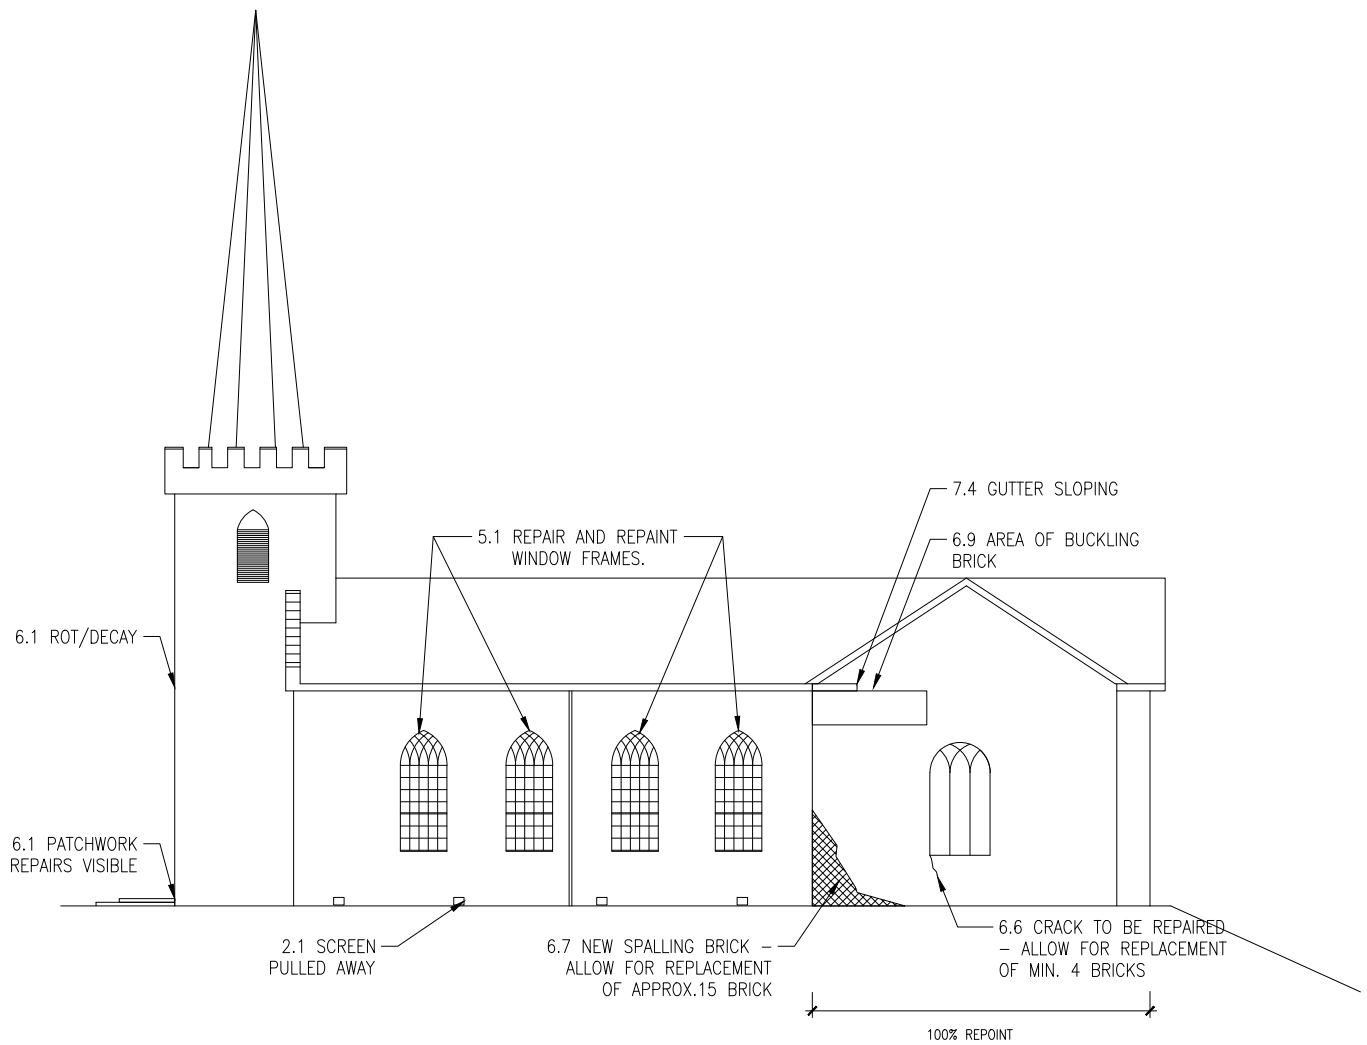 7.4 GUTTER SLOPING
5.1 REPAIR AND REPAINT
WINDOW FRAMES.
6.9 AREA OF BUCKLING
BRICK
6.1 ROT/DECAY
6.1 PATCHWORK
REPAIRS VISIBLE
2.1 SCREEN
PULLED AWAY
6.7 NEW SPALLING BRICK –
ALLOW FOR REPLACEMENT
OF APPROX.15 BRICK
6.6 CRACK TO BE REPAIRED
– ALLOW FOR REPLACEMENT
OF MIN. 4 BRICKS
100% REPOINT